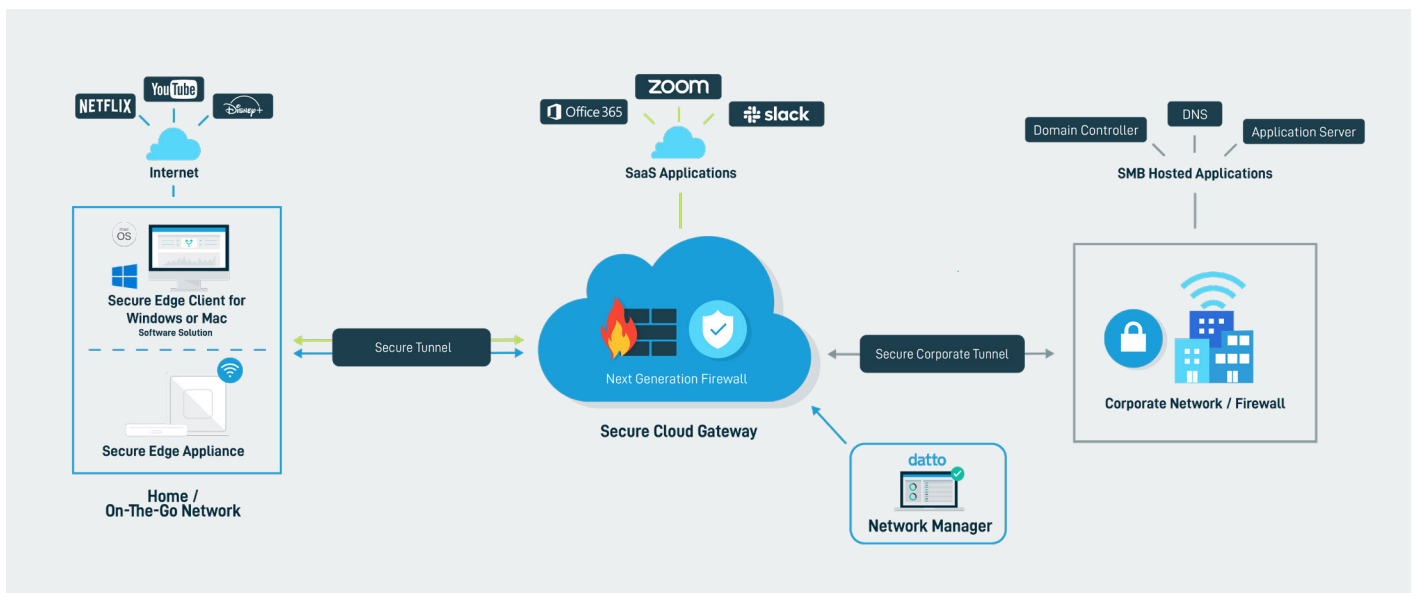 NETFLIX
YouTube
Disney+
Internet
mac
OS
Secure Edge Client for
Windows or Mac
Software Solution
Secure Edge Appliance
Home /
On-The-Go Network
Secure Tunnel
Office 365
zoom
slack
SaaS Applications
Next Generation Firewall
Secure Cloud Gateway
datto
Network Manager
Secure Corporate Tunnel
Domain Controller
DNS
Application Server
SMB Hosted Applications
Corporate Network / Firewall